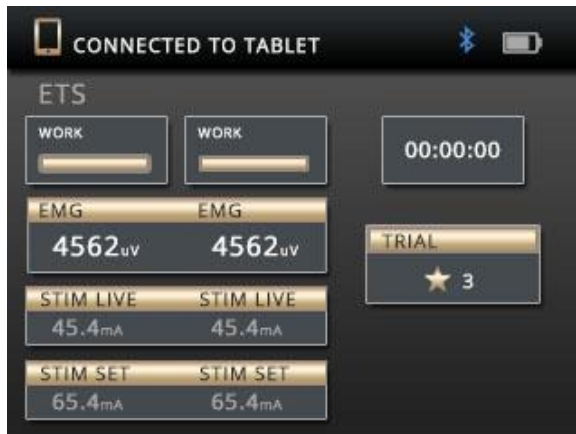 CONNECTED TO TABLET
ETS
WORK WORK 00:00:00
EMG EMG
4562uV 4562uV
TRIAL
3
STIM LIVE STIM LIVE
45.4mA 45.4mA
STIM SET STIM SET
65.4mA 65.4mA